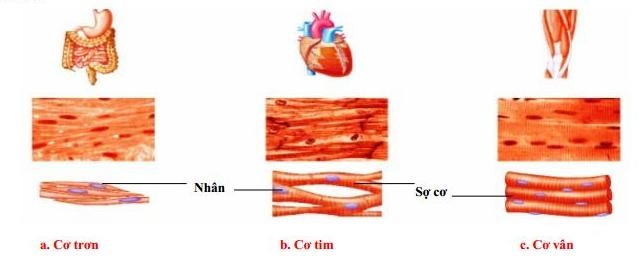 Nhân
Sợ cơ
a. Cơ trơn
b. Cơ tim
c. Cơ vân